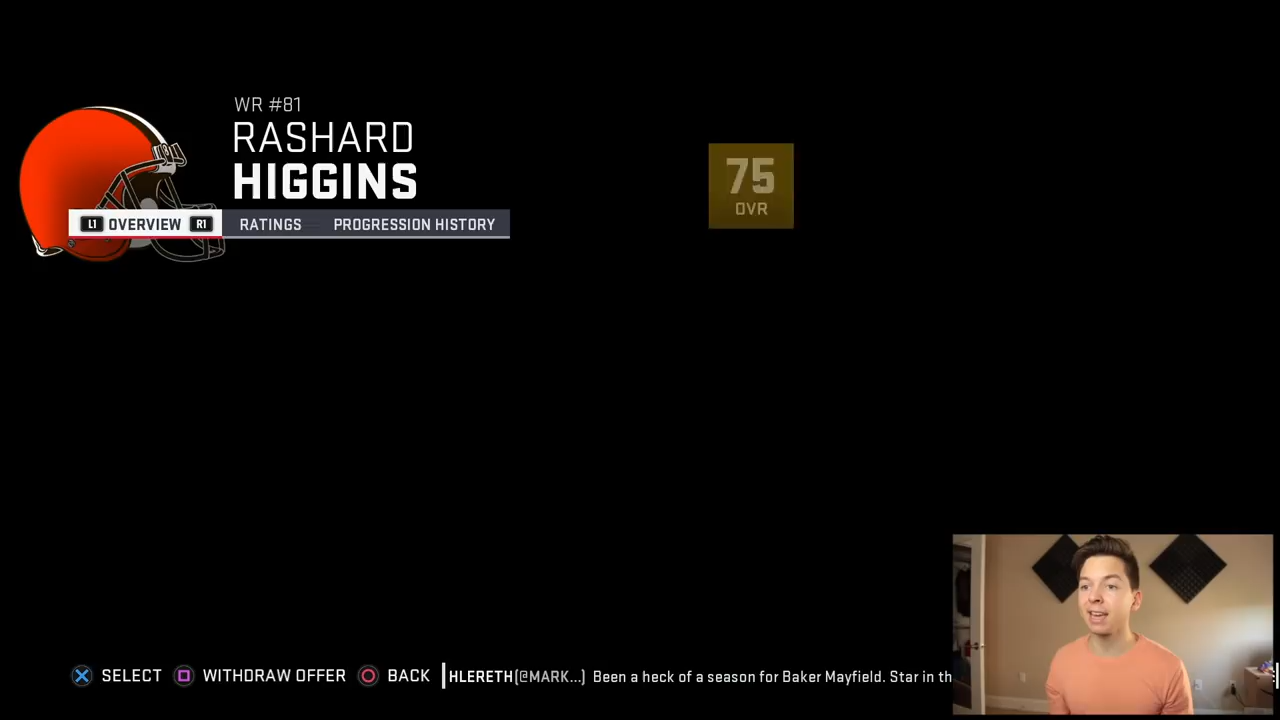 WR #81
RASHARD
HIGGINS
L1 OVERVIEW R1 RATINGS PROGRESSION HISTORY
75
OVR
SELECT WITHDRAW OFFER BACK HLERETH(@MARK...) Been a heck of a season for Baker Mayfield. Star in th